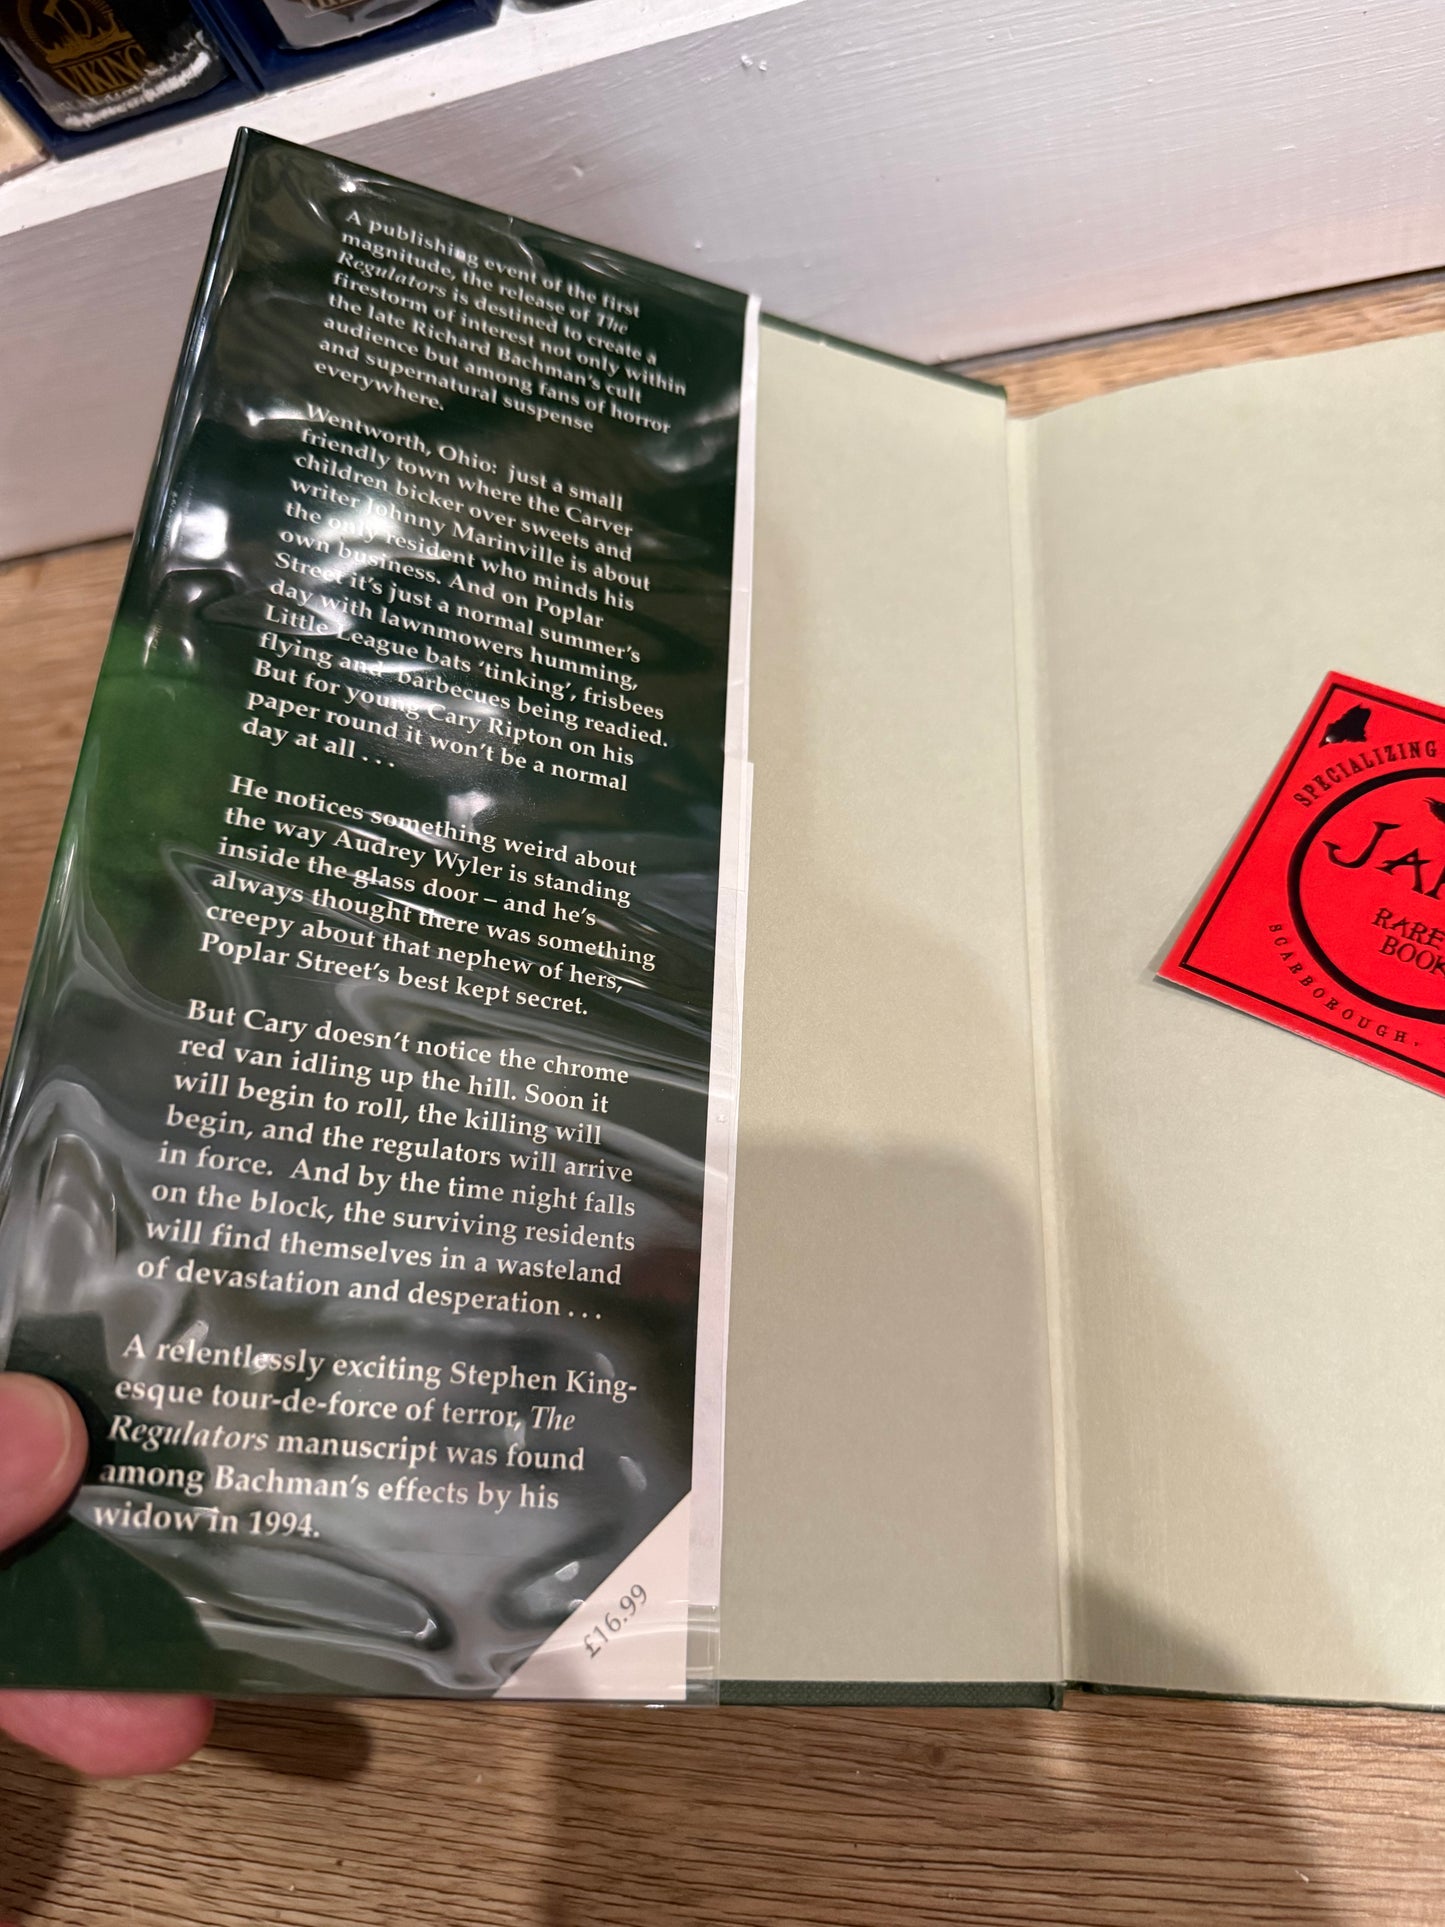 VIKING
A publishing event of the first
magnitude, the release of The
Regulators is destined to create a
firestorm of interest not only within
the late Richard Bachman's cult
audience but among fans of horror
and supernatural suspense
everywhere.
Wentworth, Ohio: just a small
friendly town where the Carver
children bicker over sweets and
writer Johnny Marinville is about
the only resident who minds his
own business. And on Poplar
Street it's just a normal summer's
day with lawnmowers humming,
Little League bats 'tinking', frisbees
flying and barbecues being readied.
But for young Cary Ripton on his
paper round it won't be a normal
day at all . . .
He notices something weird about
the way Audrey Wyler is standing
inside the glass door – and he's
always thought there was something
creepy about that nephew of hers,
Poplar Street's best kept secret.
But Cary doesn't notice the chrome
red van idling up the hill. Soon it
will begin to roll, the killing will
begin, and the regulators will arrive
in force. And by the time night falls
on the block, the surviving residents
will find themselves in a wasteland
of devastation and desperation . . .
A relentlessly exciting Stephen King-
esque tour-de-force of terror, The
Regulators manuscript was found
among Bachman's effects by his
widow in 1994.
£16.99
SPECIALIZING
RARE
BOOK
SCARBOROUGH,